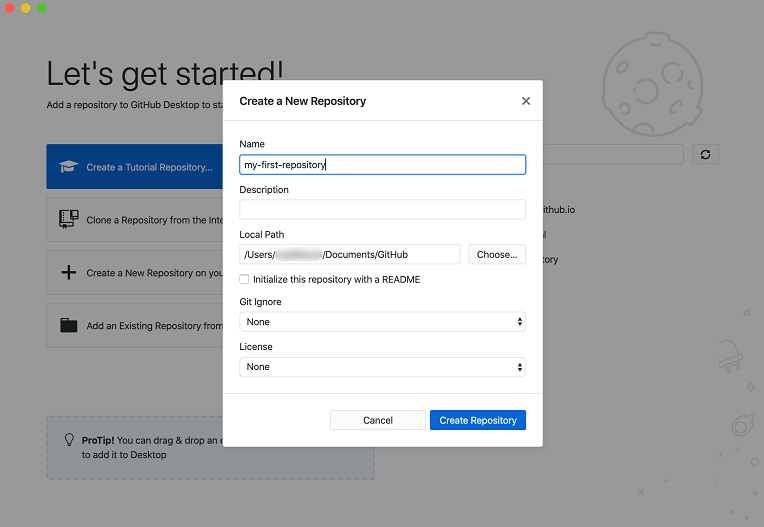 Let's get started!
Add a repository to GitHub Desktop to sta
Create a Tutorial Repository...
Clone a Repository from the Inte
Create a New Repository on you
Add an Existing Repository from
ProTip! You can drag & drop an e
to add it to Desktop
ithub.io
al
tory
Create a New Repository
Name
my-first-repository
Description
Local Path
/Users/ /Documents/GitHub
Choose...
Initialize this repository with a README
Git Ignore
None
License
None
Cancel
Create Repository